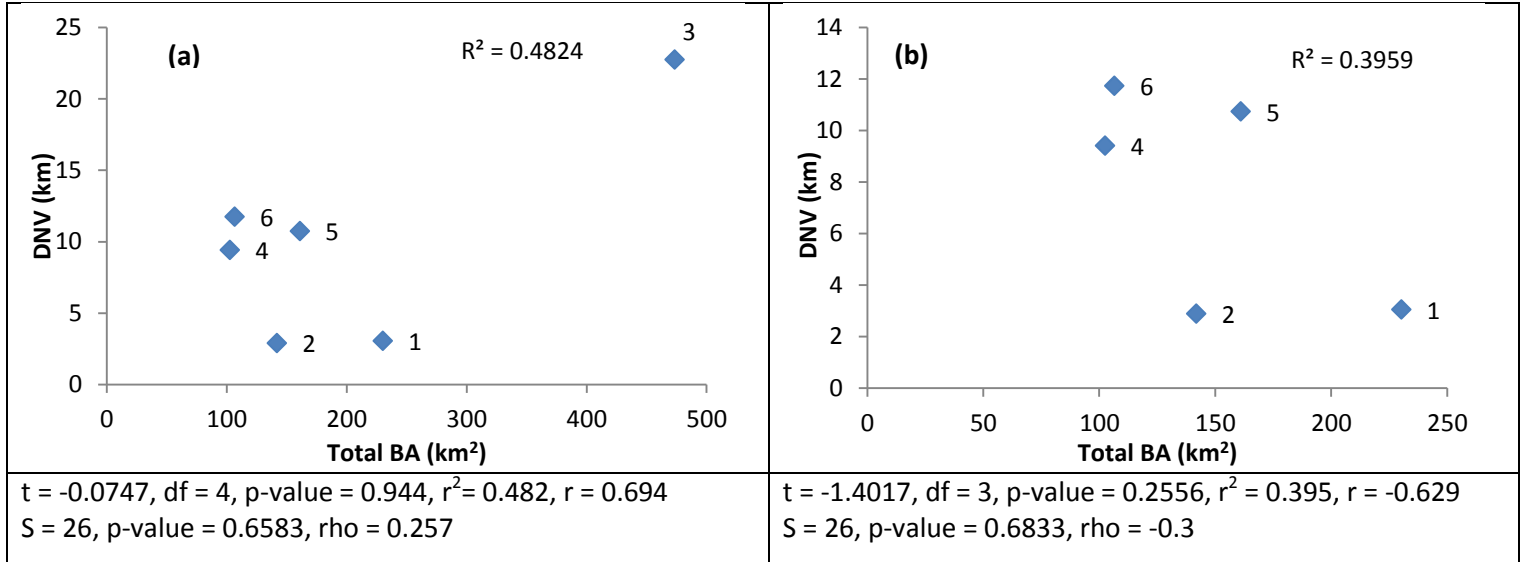 (a)
R² = 0.4824
3
6
5
4
2
1
25
20
15
10
5
0
DNV (km)
0 100 200 300 400 500
Total BA (km²)
(b)
R² = 0.3959
6
5
4
2
1
14
12
10
8
6
4
2
0
DNV (km)
0 50 100 150 200 250
Total BA (km²)
t = -0.0747, df = 4, p-value = 0.944, r²= 0.482, r = 0.694
S = 26, p-value = 0.6583, rho = 0.257
t = -1.4017, df = 3, p-value = 0.2556, r² = 0.395, r = -0.629
S = 26, p-value = 0.6833, rho = -0.3